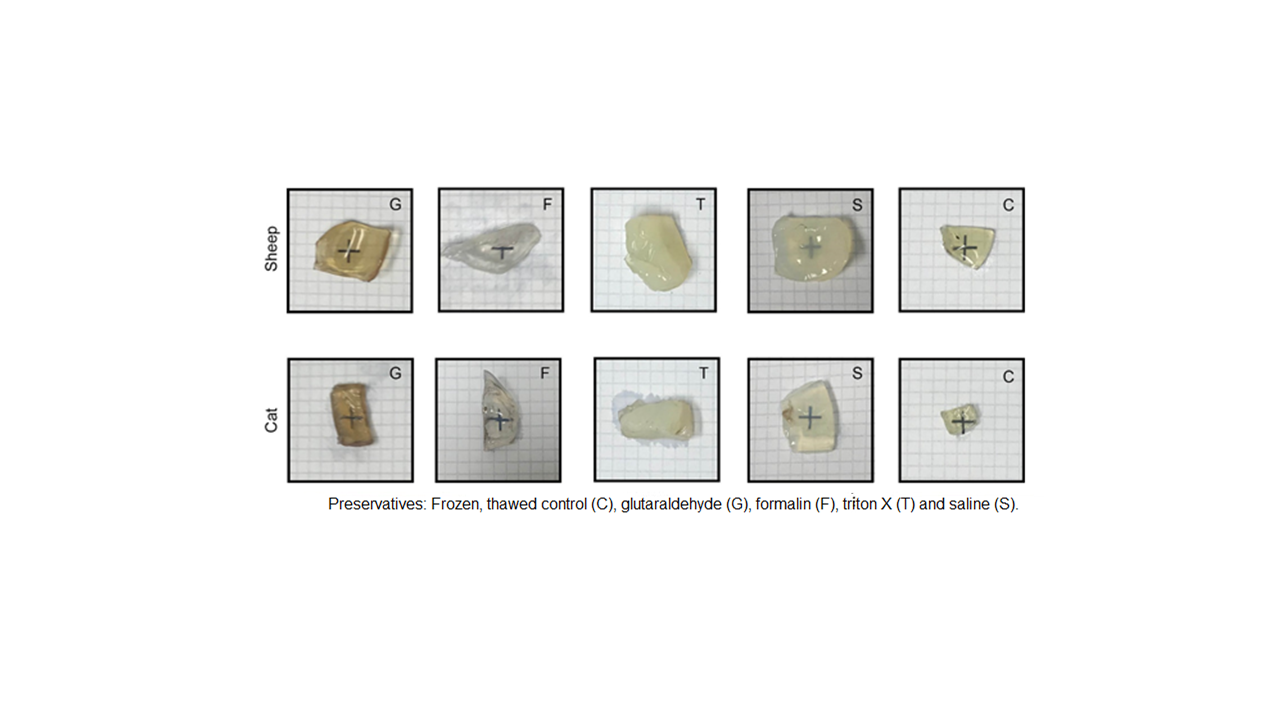 Sheep
G
F
T
S
C
Cat
G
F
T
S
C
Preservatives: Frozen, thawed control (C), glutaraldehyde (G), formalin (F), triton X (T) and saline (S).